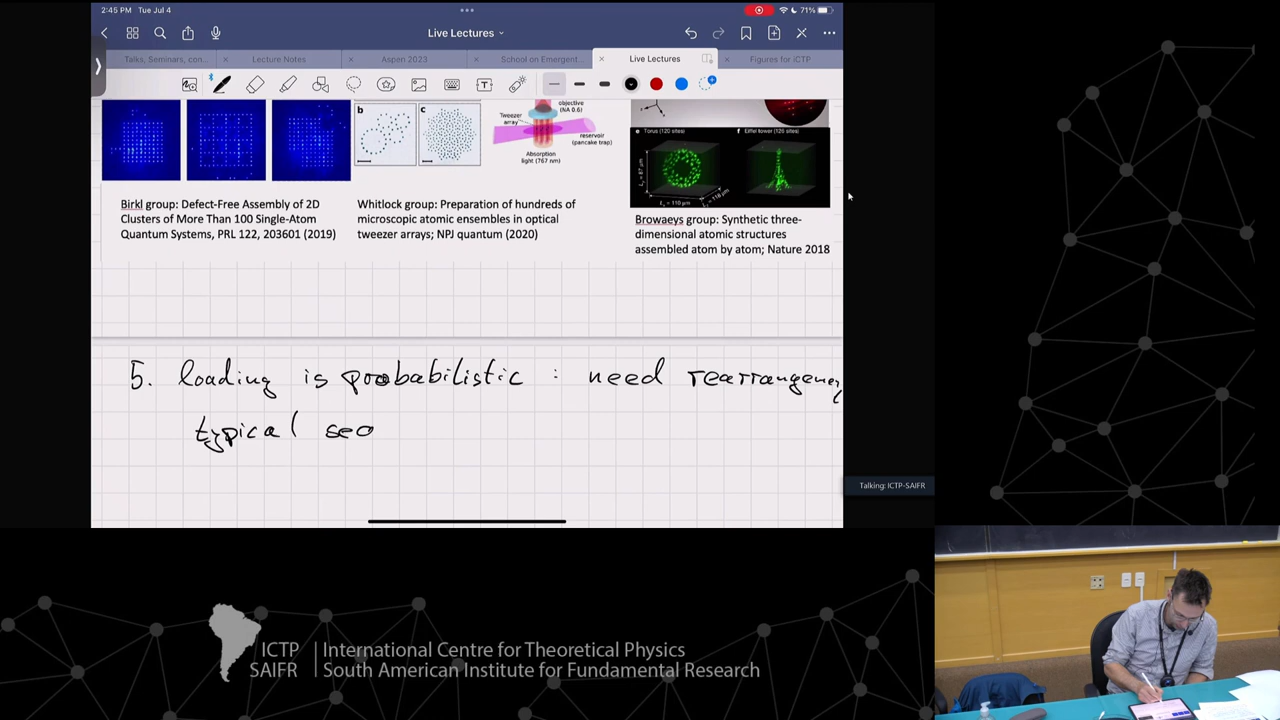 2:45 PM Tue Jul 4
71%
Live Lectures
Talks, Seminars, con...
Lecture Notes
Aspen 2023
School on Emergent...
Live Lectures
Figures for iCTP
b
c
objective
(NA 0.6)
Tweezer
array
reservoir
(pancake trap)
Absorption
light (767 nm)
e Torus (120 sites)
f Eiffel tower (126 sites)
Birkl group: Defect-Free Assembly of 2D
Clusters of More Than 100 Single-Atom
Quantum Systems, PRL 122, 203601 (2019)
Whitlock group: Preparation of hundreds of
microscopic atomic ensembles in optical
tweezer arrays; NPJ quantum (2020)
Browaeys group: Synthetic three-
dimensional atomic structures
assembled atom by atom; Nature 2018
5. loading is probabilistic : need
typical seq
Talking: ICTP-SAIFR
ICTP
SAIFR
International Centre for Theoretical Physics
South American Institute for Fundamental Research